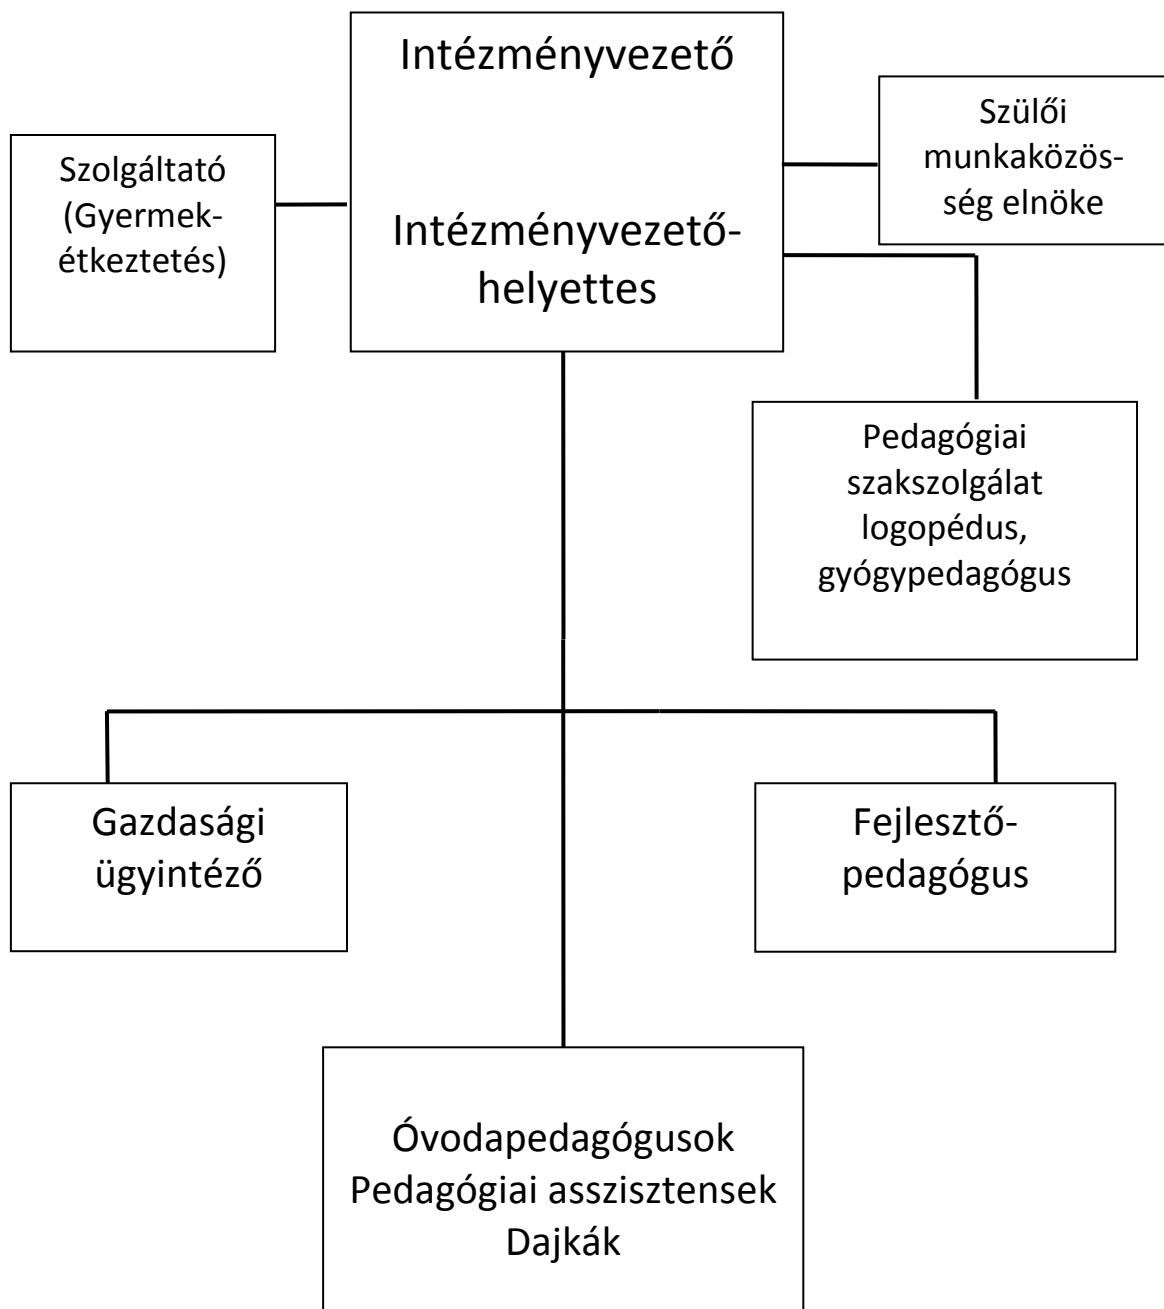 Intézményvezető
Intézményvezető-
helyettes
Szolgáltató
(Gyermek-
étkeztetés)
Szülői
munkaközös-
ség elnöke
Pedagógiai
szakszolgálat
logopédus,
gyógypedagógus
Gazdasági
ügyintéző
Fejlesztő-
pedagógus
Óvodapedagógusok
Pedagógiai asszisztensek
Dajkák